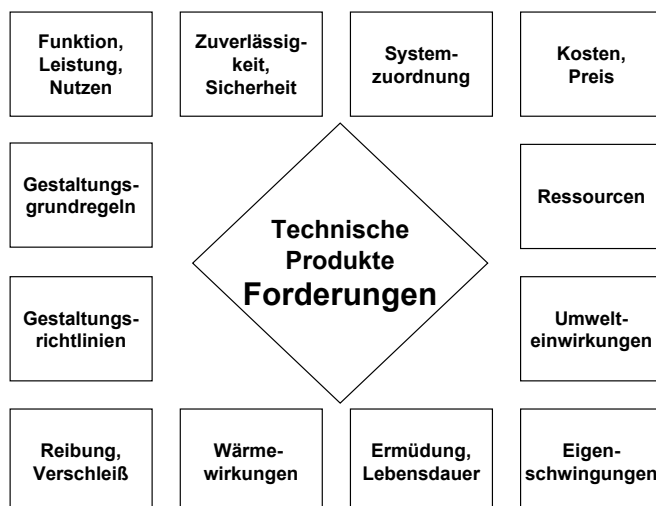 Funktion,
Leistung,
Nutzen
Zuverlässig-
keit,
Sicherheit
System-
zuordnung
Kosten,
Preis
Gestaltungs-
grundregeln
Technische
Produkte
Forderungen
Ressourcen
Gestaltungs-
richtlinien
Umwelt-
einwirkungen
Reibung,
Verschleiß
Wärme-
wirkungen
Ermüdung,
Lebensdauer
Eigen-
schwingungen